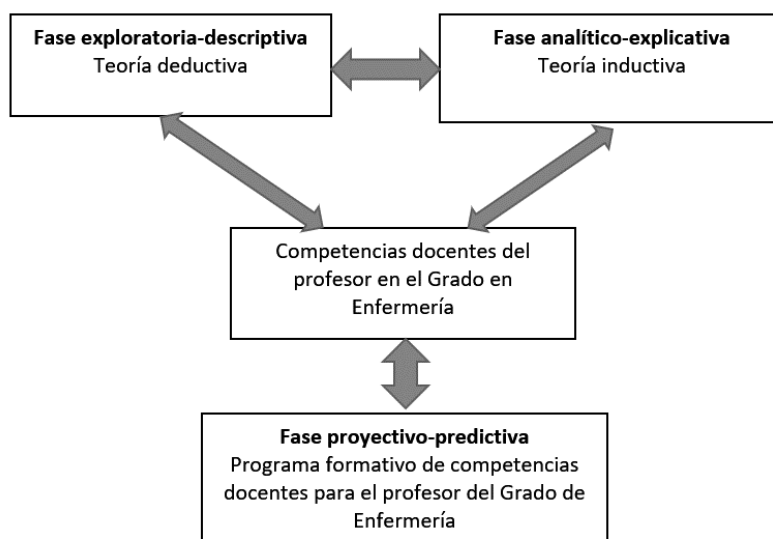 Fase exploratoria-descriptiva
Teoría deductiva
Fase analítico-explicativa
Teoría inductiva
Competencias docentes del
profesor en el Grado en
Enfermería
Fase proyectivo-predictiva
Programa formativo de competencias
docentes para el profesor del Grado de
Enfermería